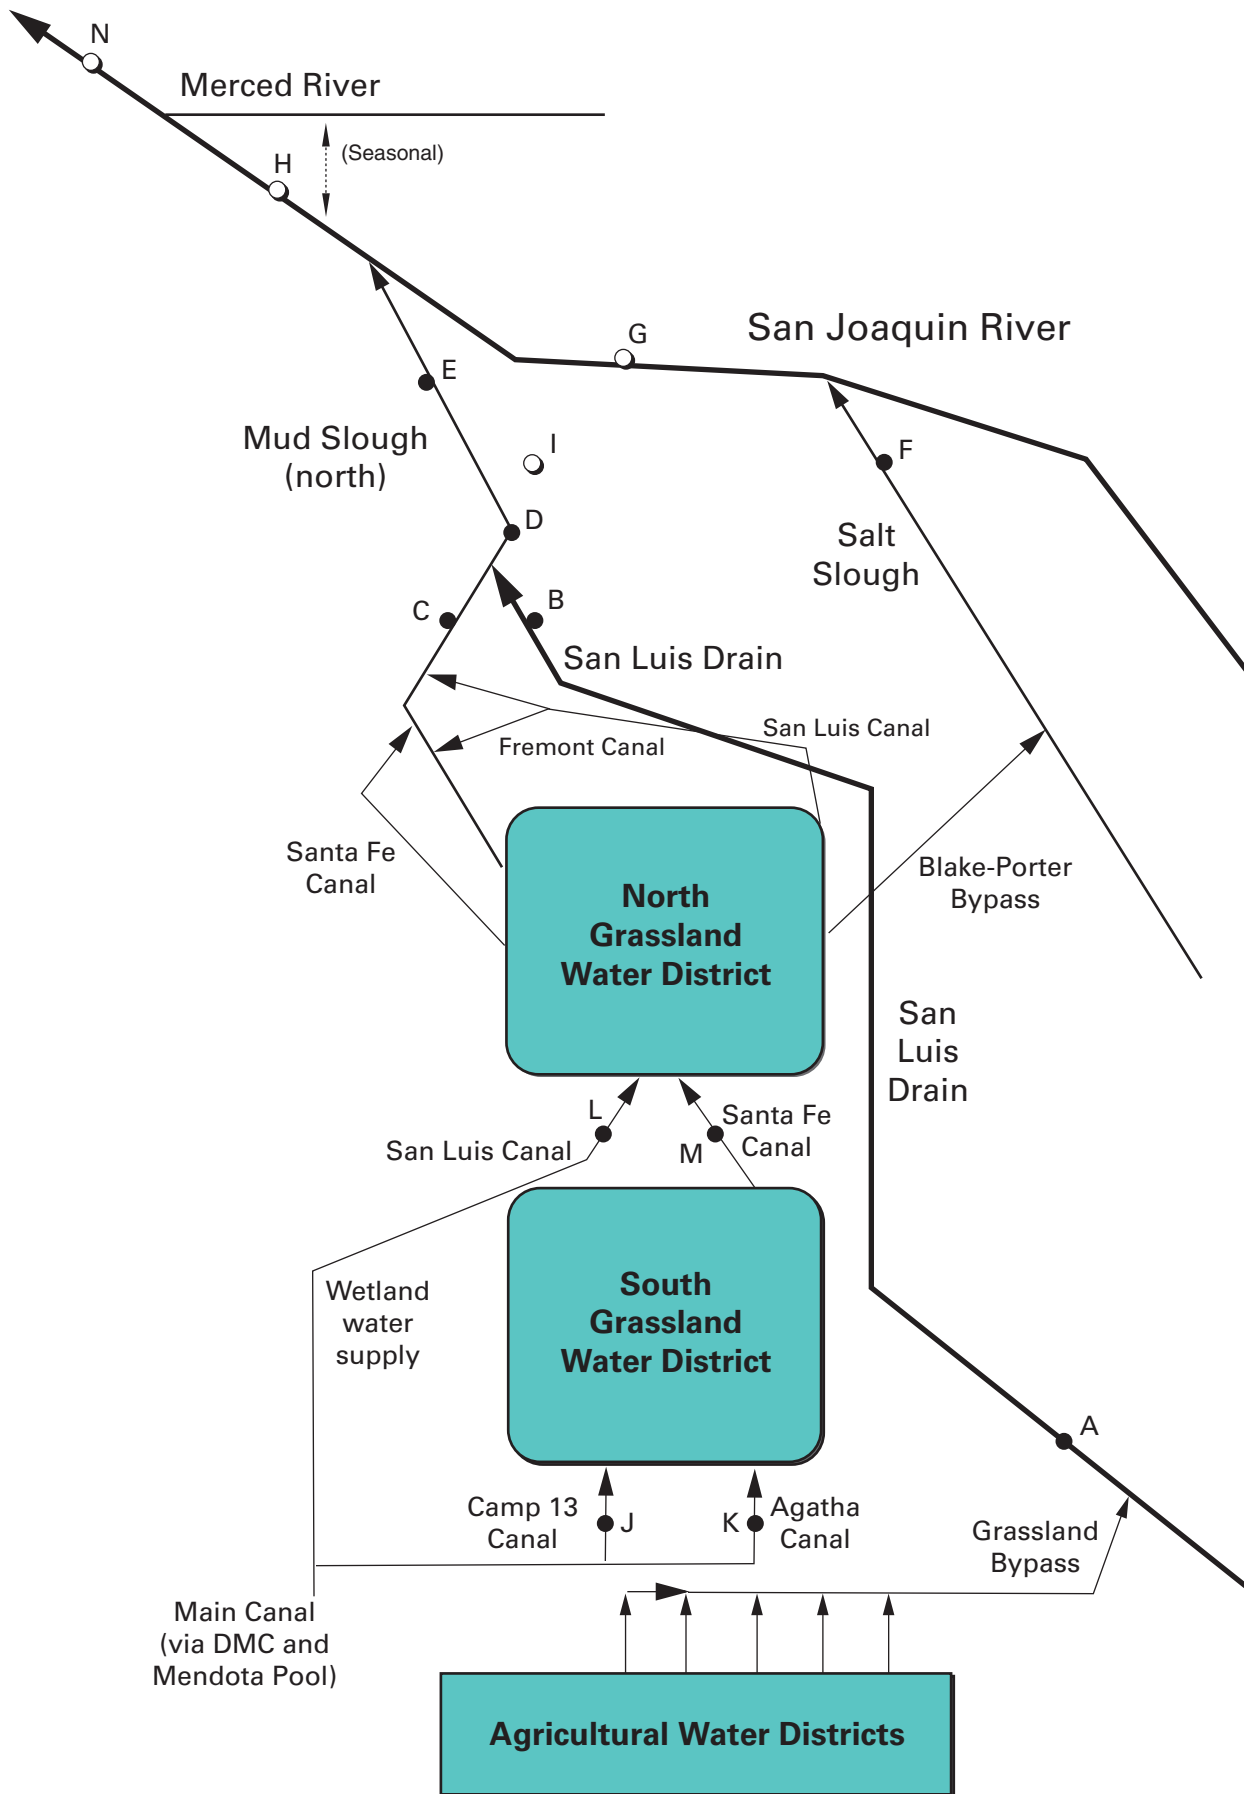 N
Merced River
H
(Seasonal)
G
San Joaquin River
E
Mud Slough
(north)
I
F
D
Salt
Slough
C
B
San Luis Drain
San Luis Canal
Fremont Canal
Santa Fe
Canal
North
Grassland
Water District
Blake-Porter
Bypass
San
Luis
Drain
L
Santa Fe
Canal
San Luis Canal
M
Wetland
water
supply
South
Grassland
Water District
A
Camp 13
Canal
J
K
Agatha
Canal
Grassland
Bypass
Main Canal
(via DMC and
Mendota Pool)
Agricultural Water Districts